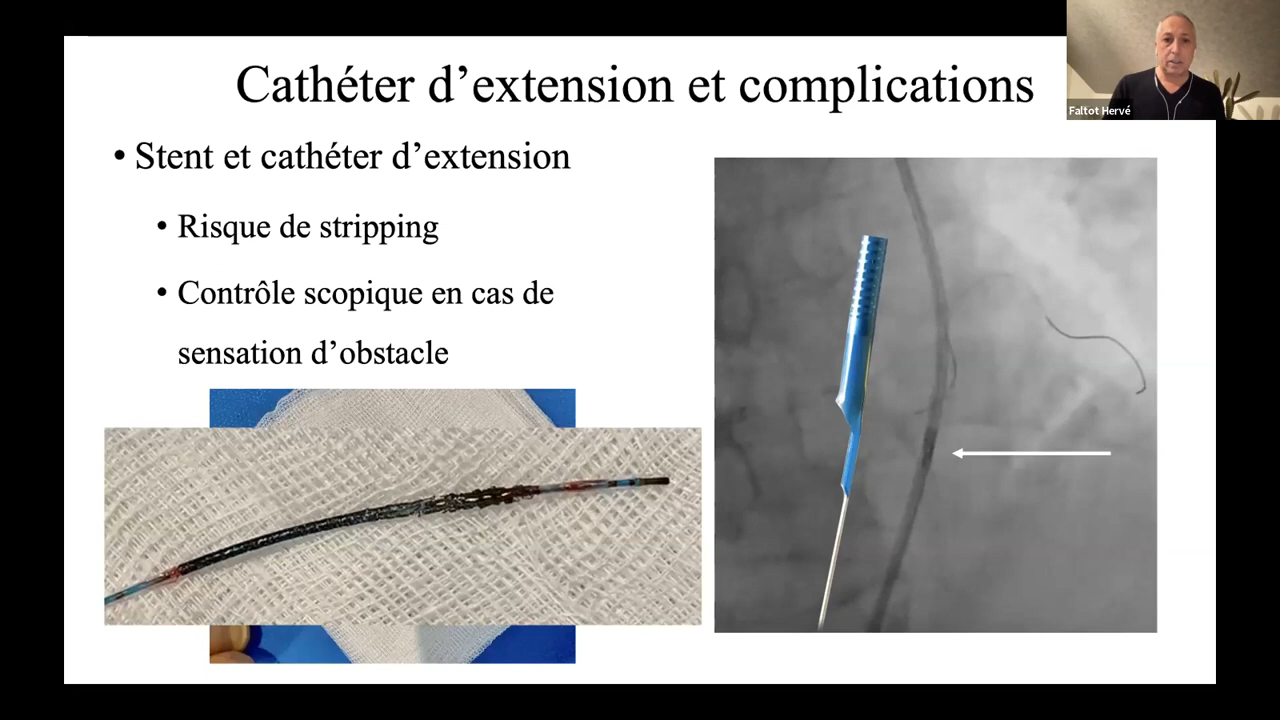 Cathéter d’extension et complications
Faltot Hervé
• Stent et cathéter d’extension
• Risque de stripping
• Contrôle scopique en cas de
sensation d’obstacle